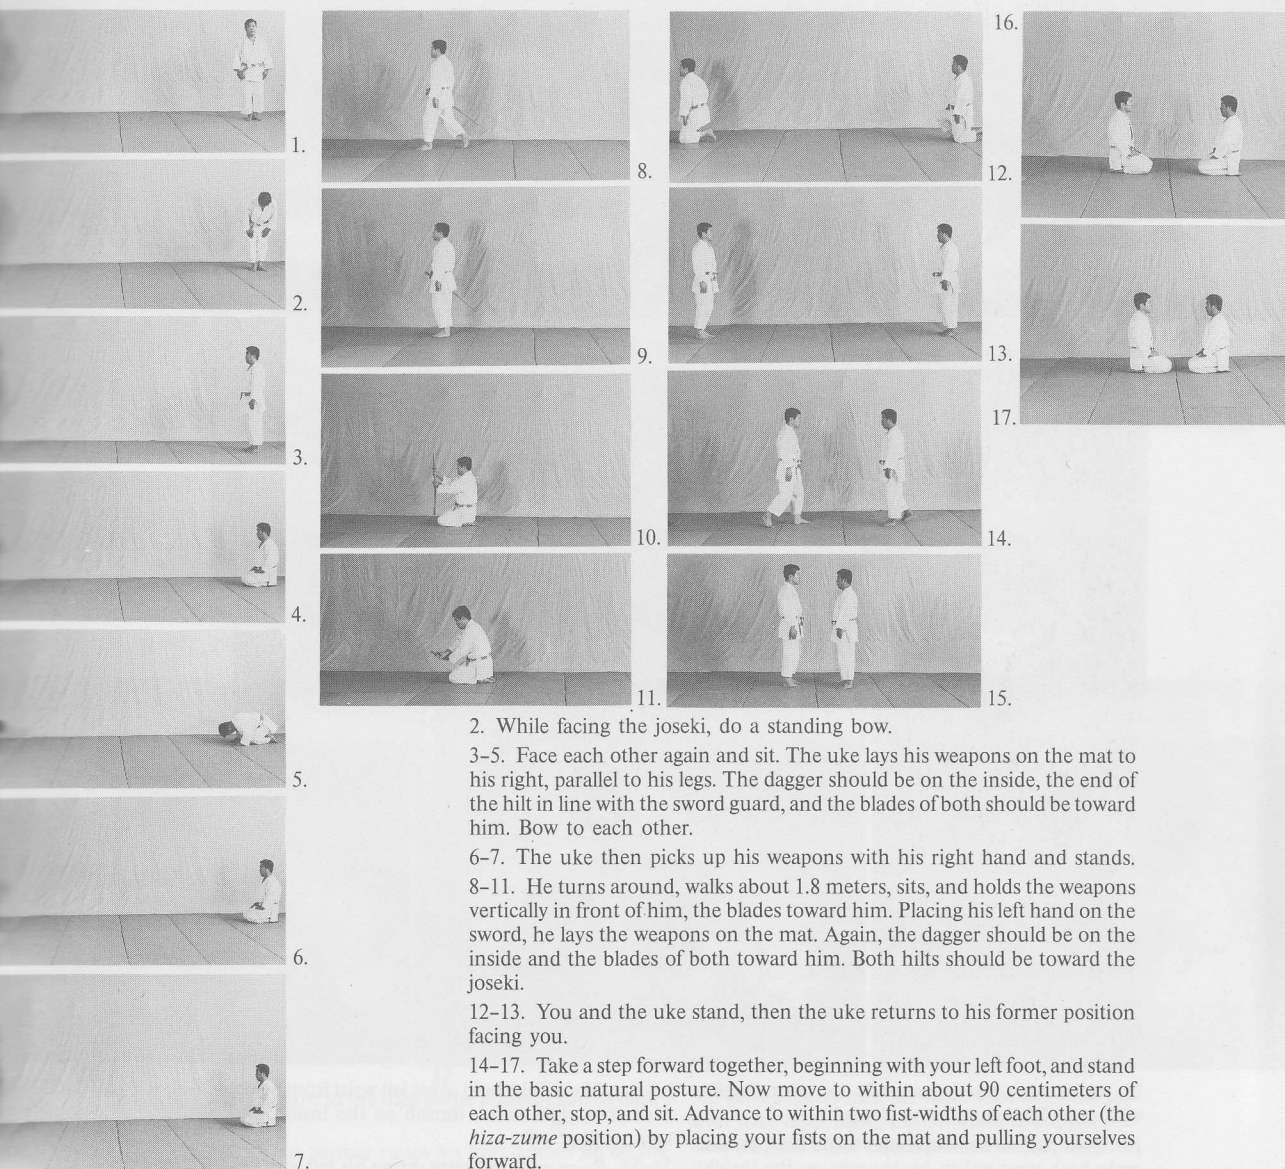 1.
2.
3.
4.
5.
6.
7.
8.
9.
10.
11.
12.
13.
14.
15.
16.
17.
2. While facing the joseki, do a standing bow.
3–5. Face each other again and sit. The uke lays his weapons on the mat to
his right, parallel to his legs. The dagger should be on the inside, the end of
the hilt in line with the sword guard, and the blades of both should be toward
him. Bow to each other.
6–7. The uke then picks up his weapons with his right hand and stands.
8–11. He turns around, walks about 1.8 meters, sits, and holds the weapons
vertically in front of him, the blades toward him. Placing his left hand on the
sword, he lays the weapons on the mat. Again, the dagger should be on the
inside and the blades of both toward him. Both hilts should be toward the
joseki.
12–13. You and the uke stand, then the uke returns to his former position
facing you.
14–17. Take a step forward together, beginning with your left foot, and stand
in the basic natural posture. Now move to within about 90 centimeters of
each other, stop, and sit. Advance to within two fist-widths of each other (the
hiza-zume position) by placing your fists on the mat and pulling yourselves
forward.